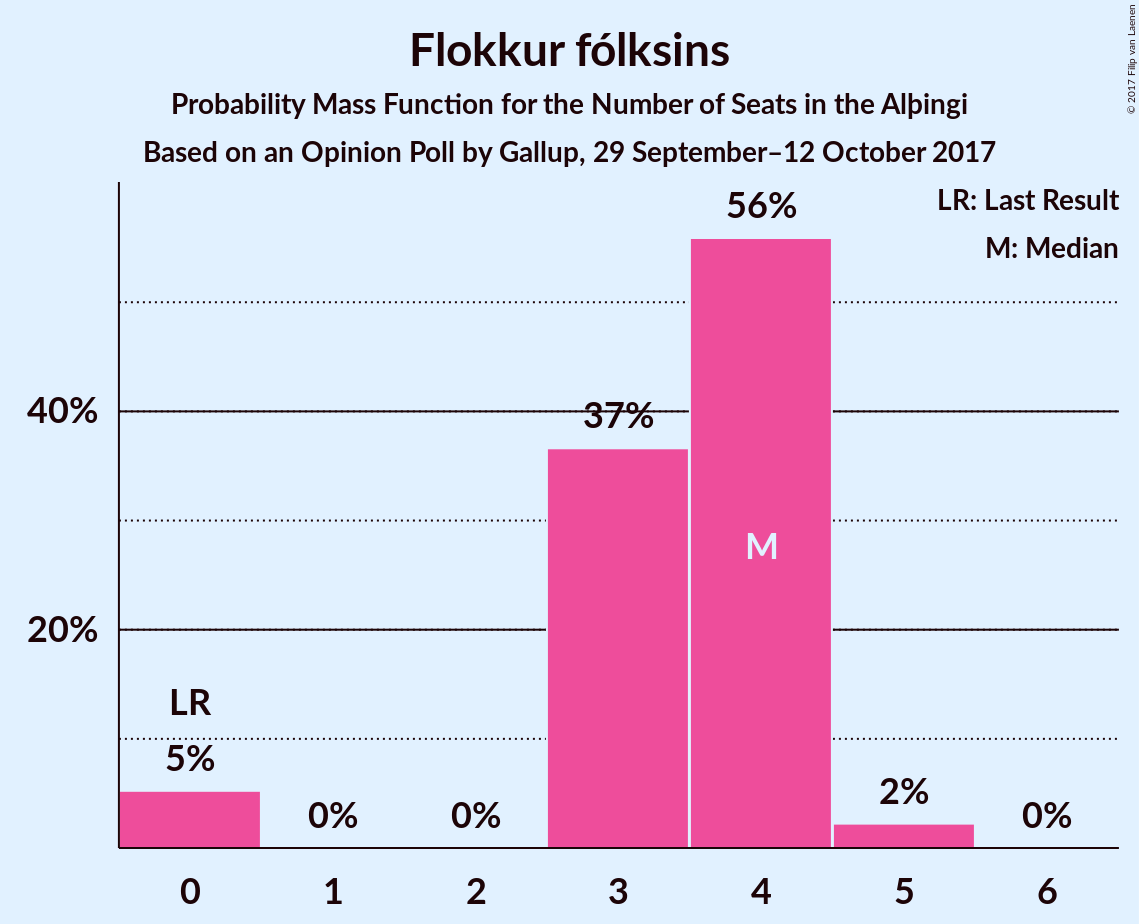 Flokkur fólksins
Probability Mass Function for the Number of Seats in the Alþingi
Based on an Opinion Poll by Gallup, 29 September–12 October 2017
© 2017 Filip van Laenen
LR: Last Result
M: Median
56%
40%
37%
M
20%
LR
5%
0%
0%
2%
0%
0
1
2
3
4
5
6